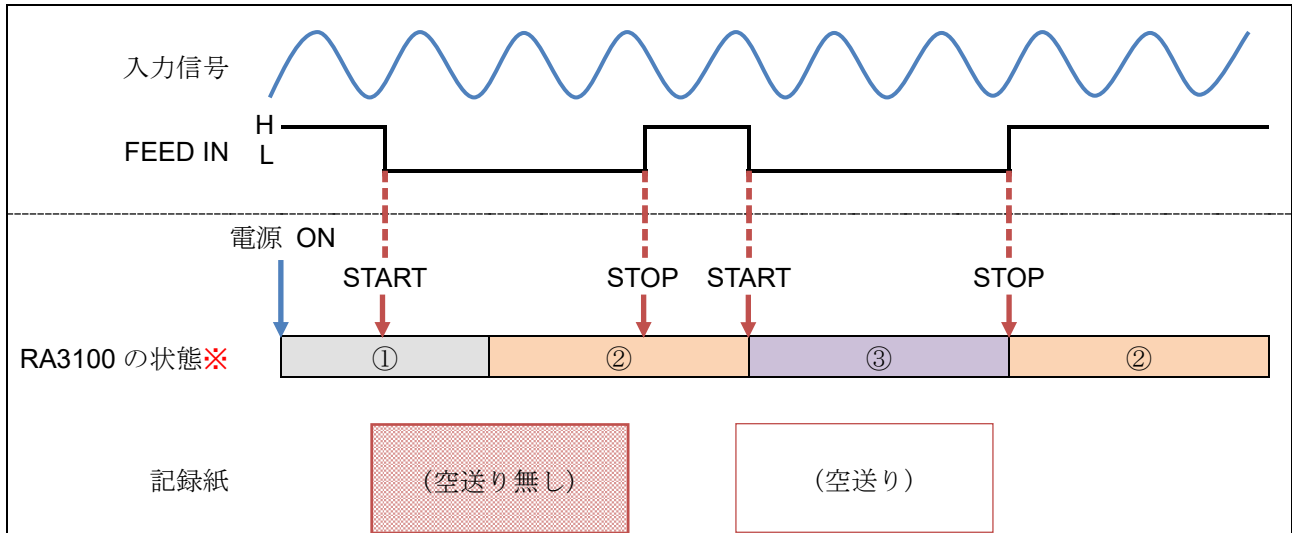 入力信号
H
FEED IN L
電源 ON
START STOP START STOP
RA3100 の状態※ ① ② ③ ②
記録紙 (空送り無し) (空送り)